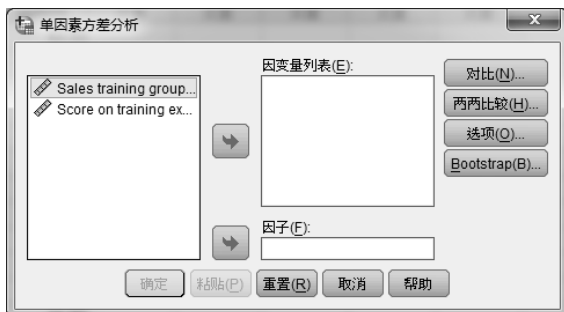 单因素方差分析
Sales training group...
Score on training ex...
因变量列表(E):
因子(F):
对比(N)...
两两比较(H)...
选项(O)...
Bootstrap(B)...
确定
粘贴(P)
重置(R)
取消
帮助